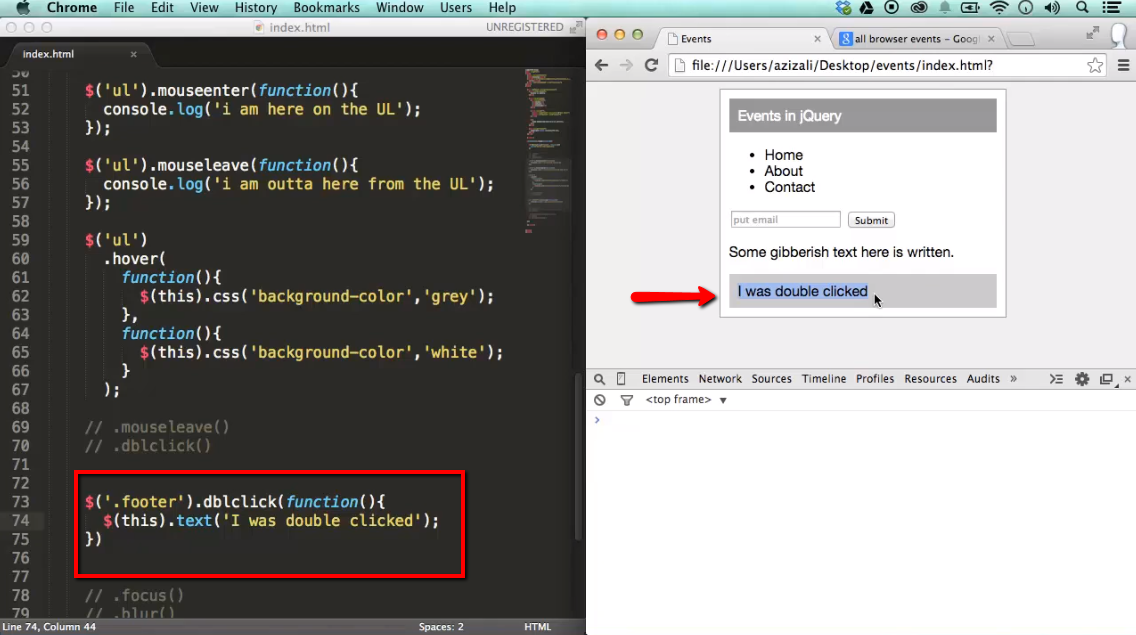 Chrome File Edit View History Bookmarks Window Users Help
index.html UNREGISTERED
index.html
50
51 $('ul').mouseenter(function(){
52 console.log('i am here on the UL');
53 });
54
55 $('ul').mouseleave(function(){
56 console.log('i am outta here from the UL');
57 });
58
59 $('ul')
60 .hover(
61 function(){
62 $(this).css('background-color','grey');
63 },
64 function(){
65 $(this).css('background-color','white');
66 }
67 );
68
69 // .mouseleave()
70 // .dblclick()
71
72
73 $('.footer').dblclick(function(){
74 $(this).text('I was double clicked');
75 })
76
77
78 // .focus()
79 // .blur()
Line 74, Column 44 Spaces: 2 HTML
Events all browser events – Goog
file:///Users/azizali/Desktop/events/index.html?
Events in jQuery
• Home
• About
• Contact
put email Submit
Some gibberish text here is written.
I was double clicked
Elements Network Sources Timeline Profiles Resources Audits »
<top frame> ▼